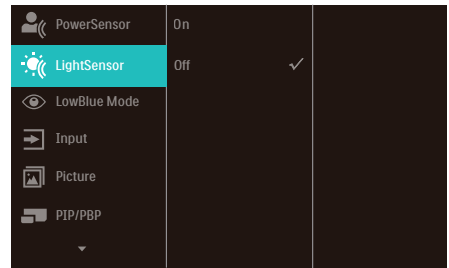 PowerSensor
On
LightSensor
Off
LowBlue Mode
Input
Picture
PIP/PBP